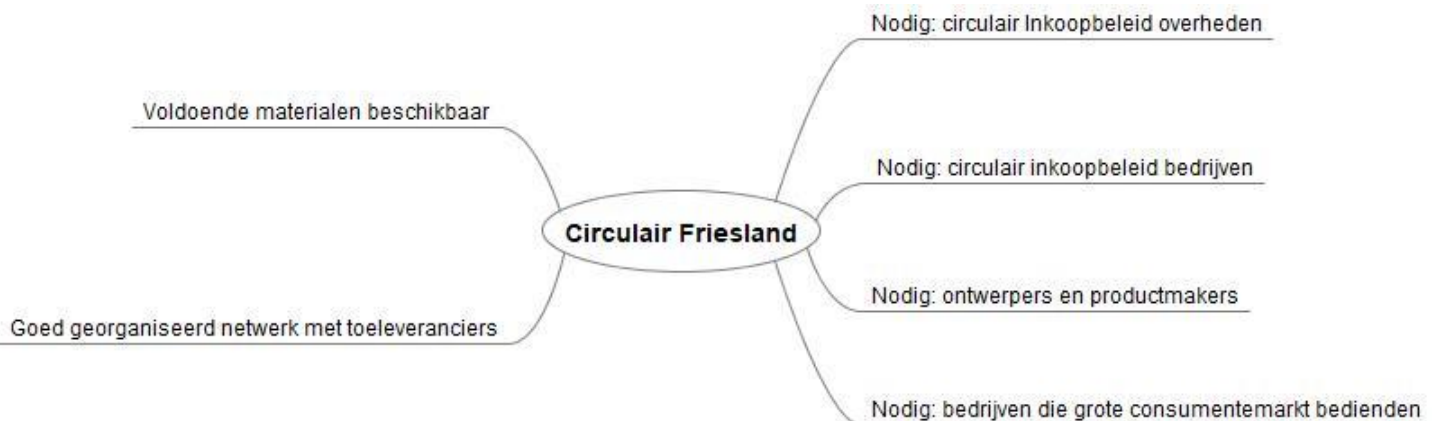 Nodig: circulair Inkoopbeleid overheden
Voldoende materialen beschikbaar
Nodig: circulair inkoopbeleid bedrijven
Circulair Friesland
Nodig: ontwerpers en productmakers
Goed georganiseerd netwerk met toeleveranciers
Nodig: bedrijven die grote consumentemarkt bedienden